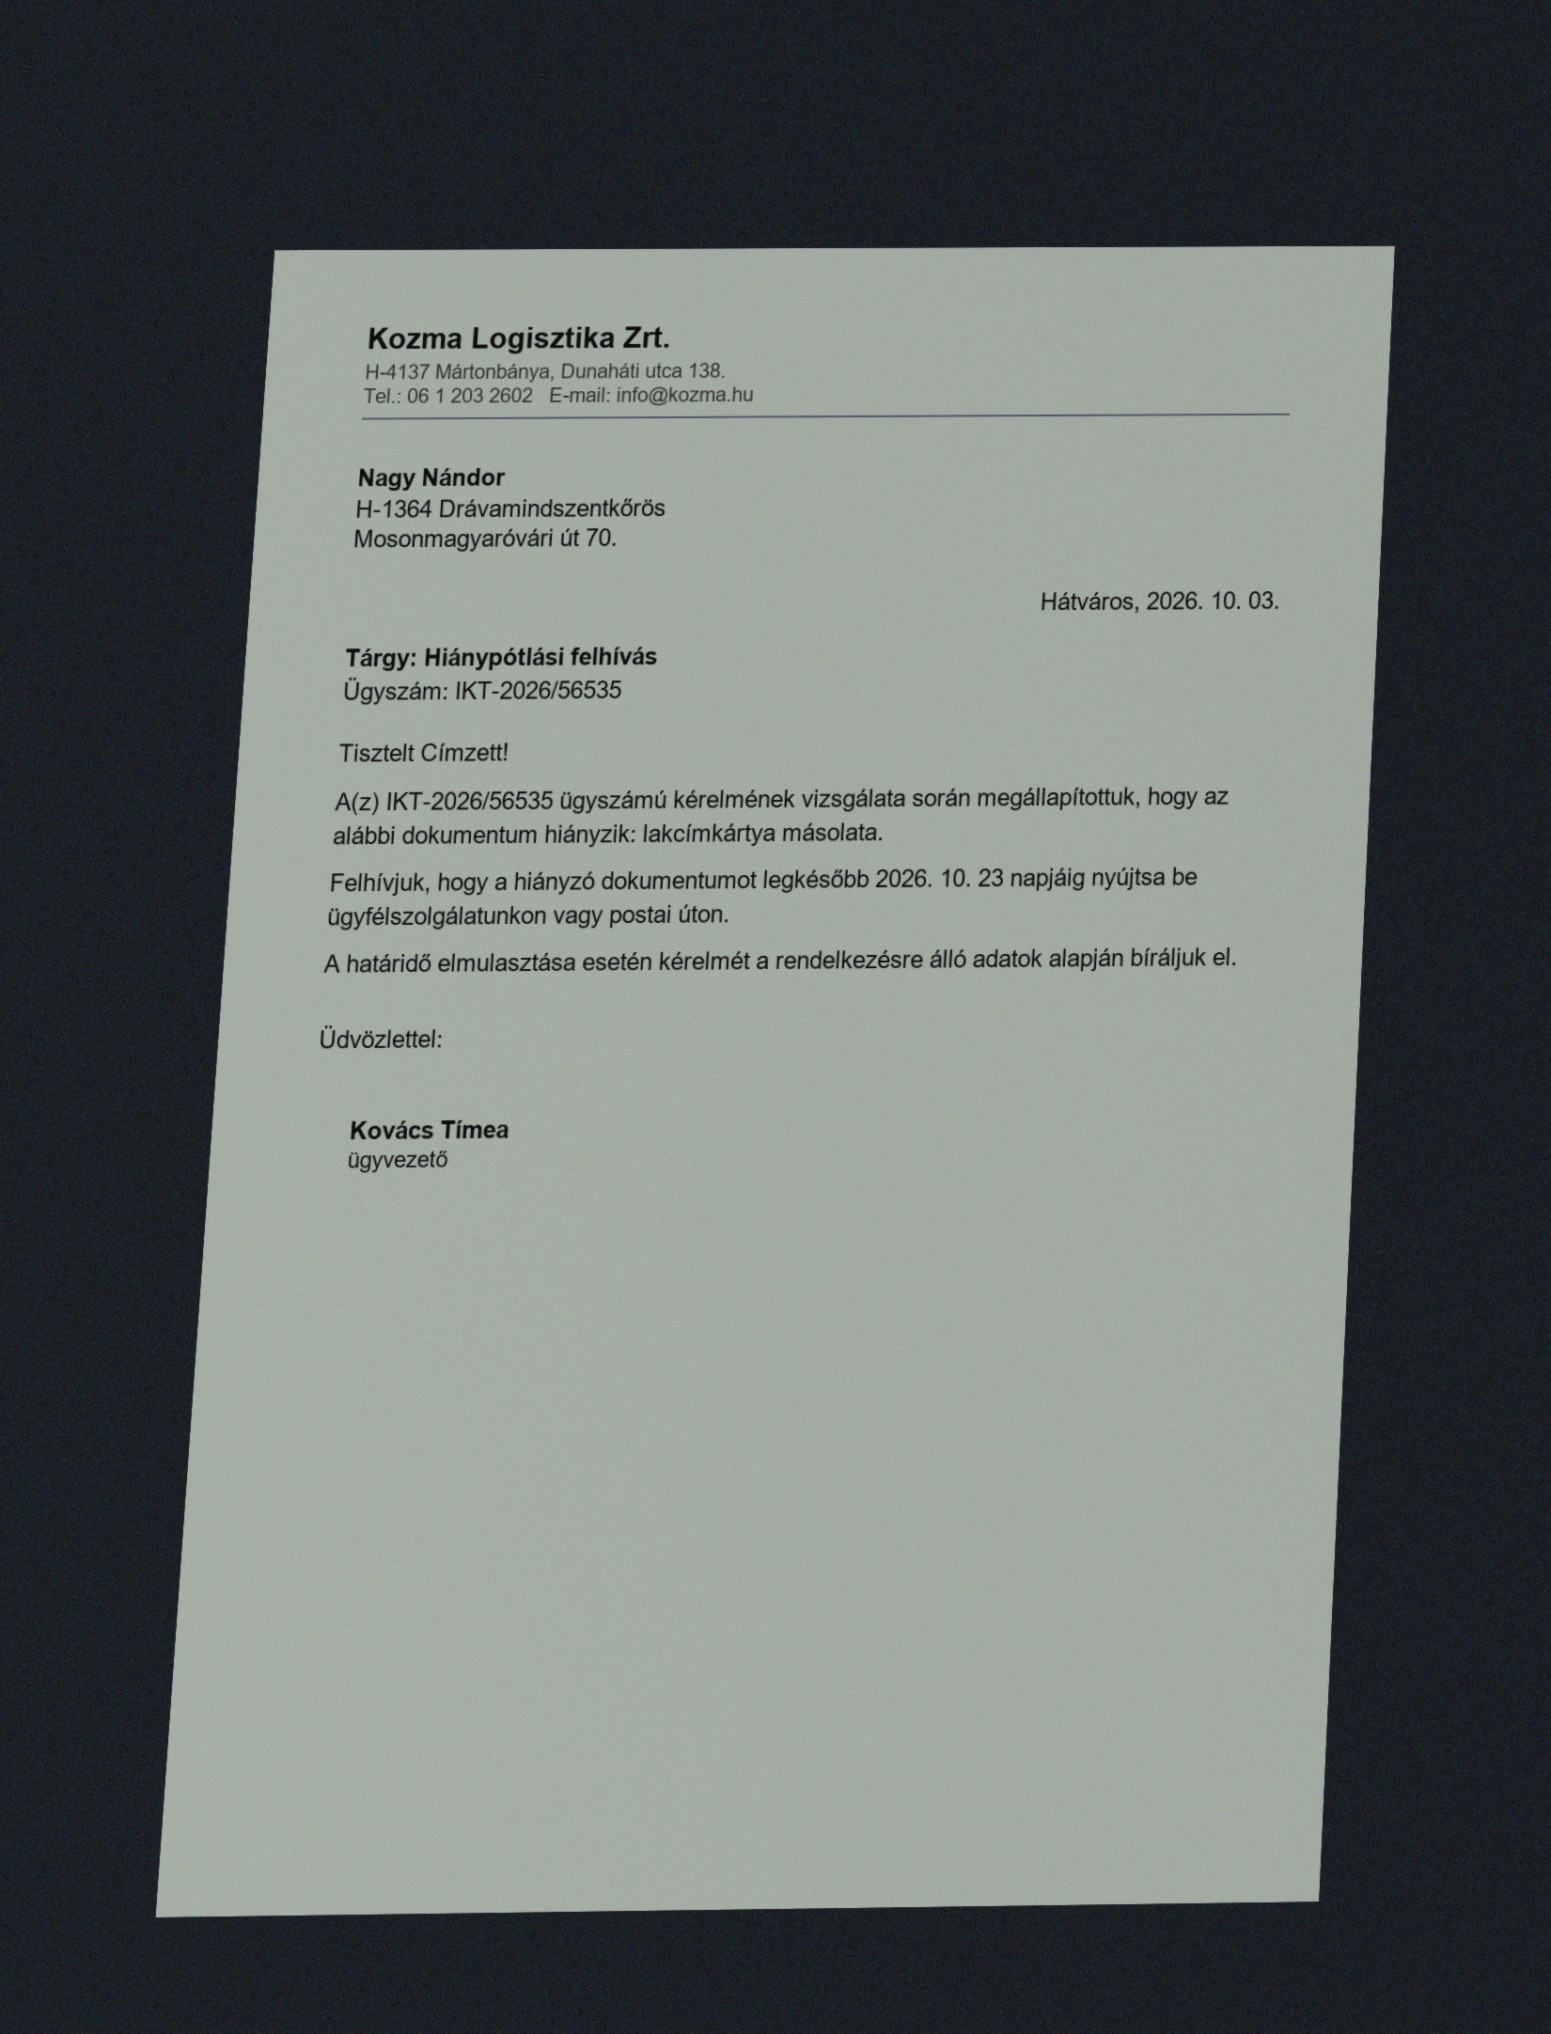 Kozma Logisztika Zrt.
H-4137 Mártonbánya, Dunaháti utca 138.
Tel.: 06 1 203 2602 E-mail: info@kozma.hu
Nagy Nándor
H-1364 Drávamindszentkőrös
Mosonmagyaróvári út 70.
Hátváros, 2026. 10. 03.
Tárgy: Hiánypótlási felhívás
Ügyszám: IKT-2026/56535
Tisztelt Címzett!
A(z) IKT-2026/56535 ügyszámú kérelmének vizsgálata során megállapítottuk, hogy az
alábbi dokumentum hiányzik: lakcímkártya másolata.
Felhívjuk, hogy a hiányzó dokumentumot legkésőbb 2026. 10. 23 napjáig nyújtsa be
ügyfélszolgálatunkon vagy postai úton.
A határidő elmulasztása esetén kérelmét a rendelkezésre álló adatok alapján bíráljuk el.
Üdvözlettel:
Kovács Tímea
ügyvezető